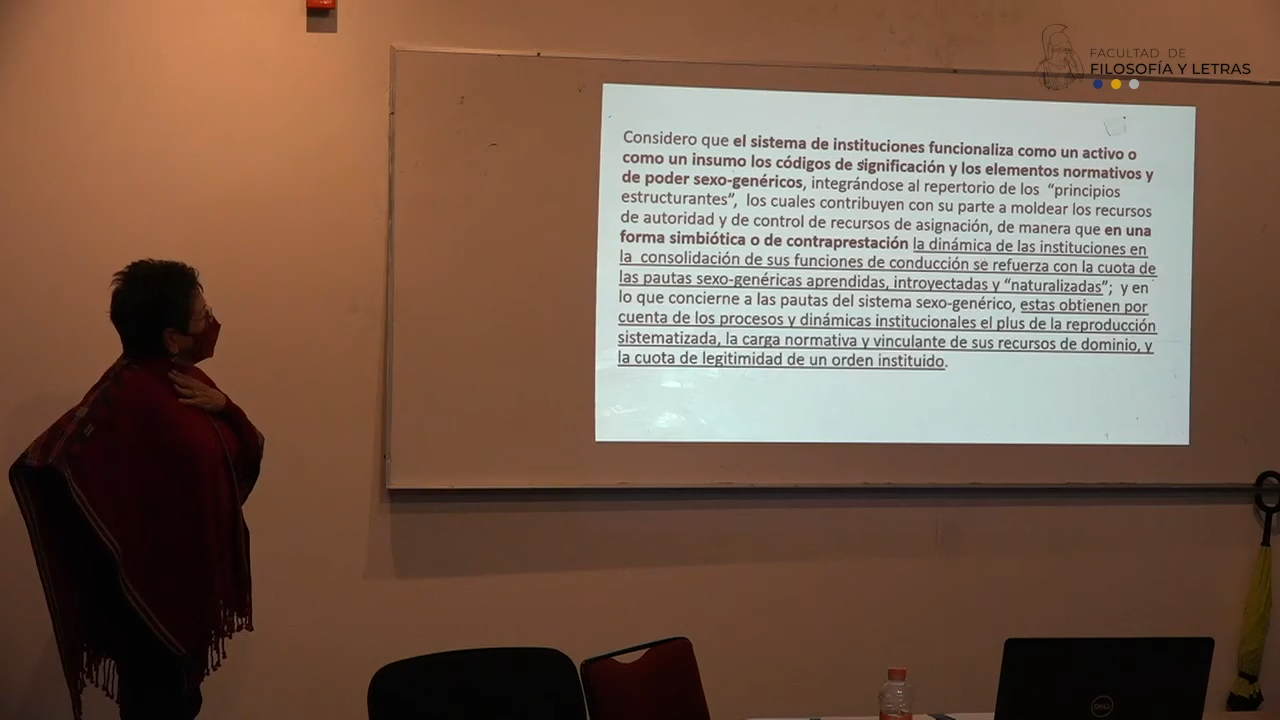 FACULTAD DE
FILOSOFÍA Y LETRAS
Considero que el sistema de instituciones funcionaliza como un activo o
como un insumo los códigos de significación y los elementos normativos y
de poder sexo-genéricos, integrándose al repertorio de los “principios
estructurantes”, los cuales contribuyen con su parte a moldear los recursos
de autoridad y de control de recursos de asignación, de manera que en una
forma simbiótica o de contraprestación la dinámica de las instituciones en
la consolidación de sus funciones de conducción se refuerza con la cuota de
las pautas sexo-genéricas aprendidas, introyectadas y “naturalizadas”; y en
lo que concierne a las pautas del sistema sexo-genérico, estas obtienen por
cuenta de los procesos y dinámicas institucionales el plus de la reproducción
sistematizada, la carga normativa y vinculante de sus recursos de dominio, y
la cuota de legitimidad de un orden instituido.
DELL